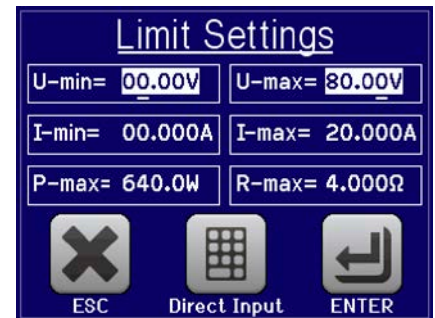 Limit Settings
U-min= 00.00V U-max= 80.00V
I-min= 00.000A I-max= 20.000A
P-max= 640.0W R-max= 4.000Ω
ESC Direct Input ENTER